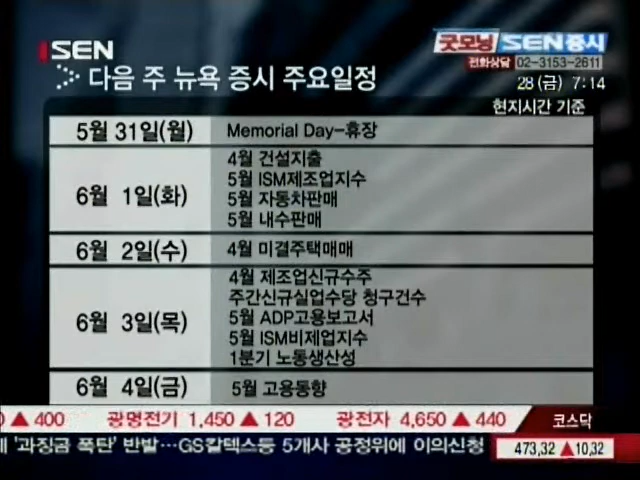 SEN
굿모닝 SEN증시
전화상담 02-3153-2611
다음 주 뉴욕 증시 주요일정
28(금) 7:14
현지시간 기준
5월 31일(월) Memorial Day-휴장
6월 1일(화)
4월 건설지출
5월 ISM제조업지수
5월 자동차판매
5월 내수판매
6월 2일(수) 4월 미결주택매매
6월 3일(목)
4월 제조업신규수주
주간신규실업수당 청구건수
5월 ADP고용보고서
5월 ISM비제업지수
1분기 노동생산성
6월 4일(금) 5월 고용동향
▲400 광명전기 1,450▲120 광전자 4,650▲440 코스닥
'과징금 폭탄' 반발…GS칼텍스등 5개사 공정위에 이의신청 473,32▲10,32